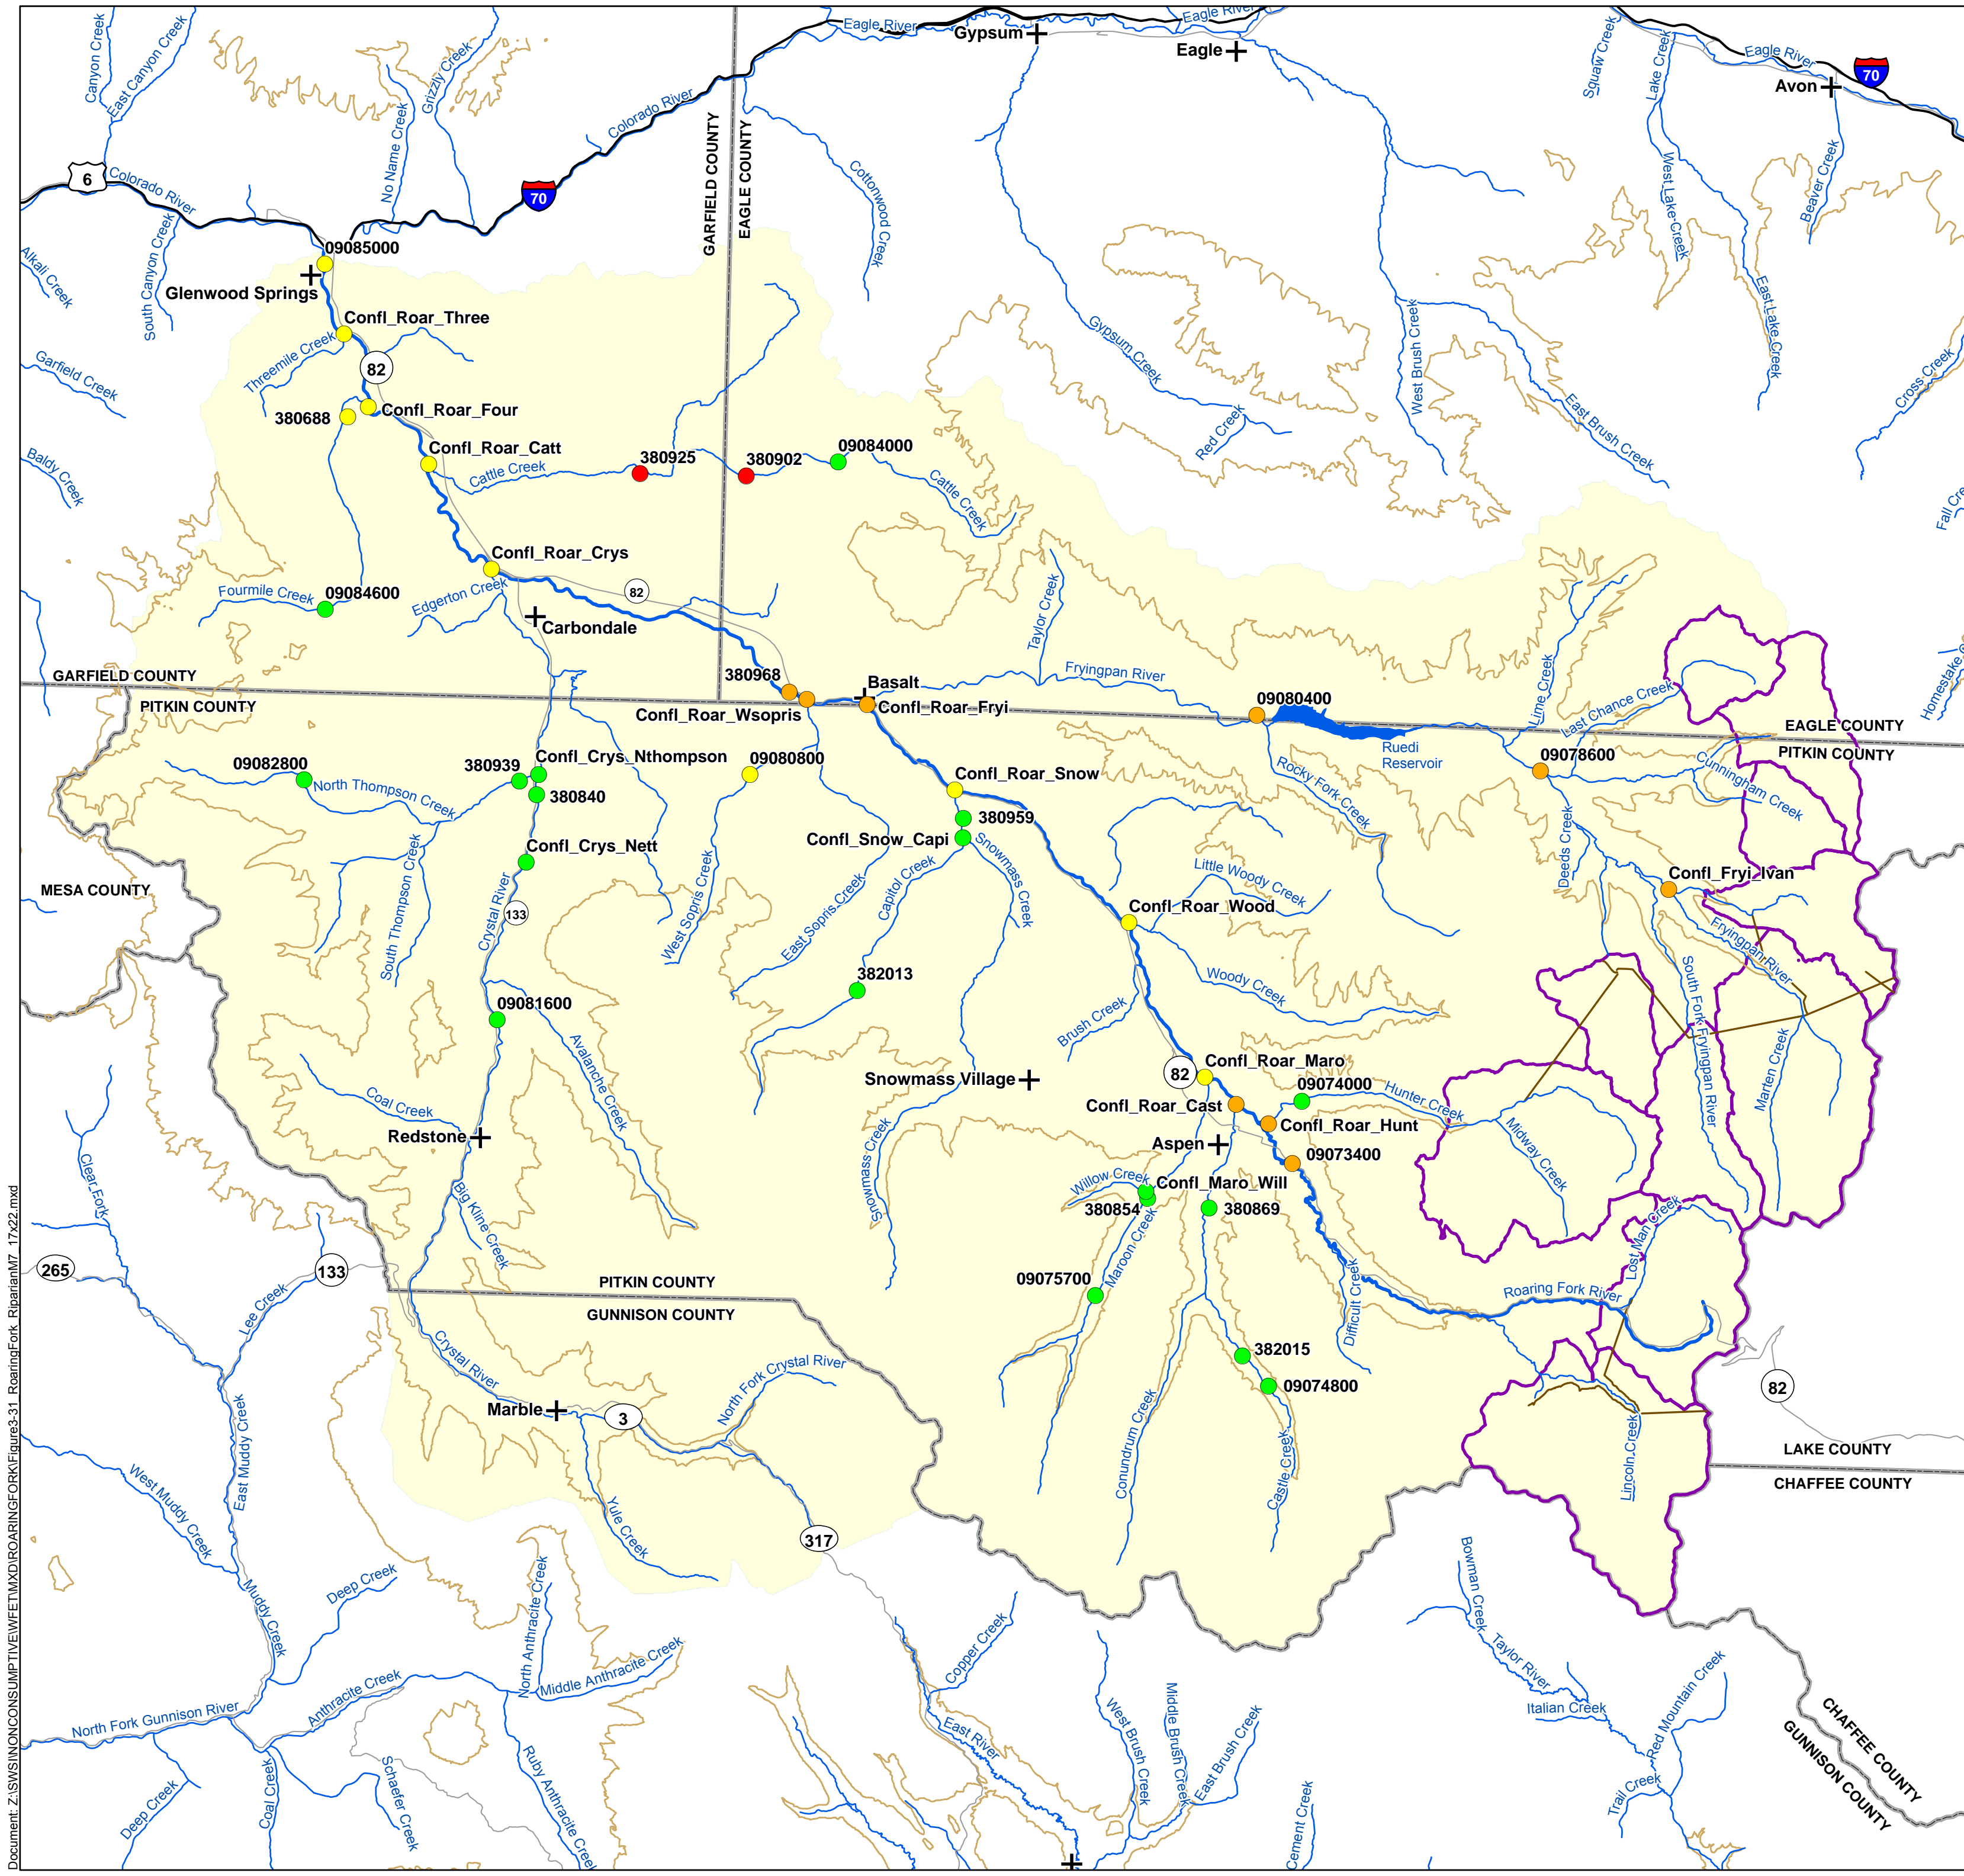 Canyon Creek
East Canyon Creek
Grizzly Creek
No Name Creek
Eagle River
Gypsum
Eagle River
Eagle
Squaw Creek
Lake Creek
Eagle River
70
Avon
Colorado River
GARFIELD COUNTY
EAGLE COUNTY
6
Colorado River
70
Cottonwood Creek
West Lake Creek
Beaver Creek
South Canyon Creek
Alkali Creek
09085000
Glenwood Springs
Confl_Roar_Three
Threemile Creek
82
Garfield Creek
Gypsum Creek
West Brush Creek
East Lake Creek
Cross Creek
380688
Confl_Roar_Four
Red Creek
East Brush Creek
Confl_Roar_Catt
Cattle Creek
380925
380902
09084000
Cattle Creek
Baldy Creek
Fall Cre
Confl_Roar_Crys
Fourmile Creek
09084600
Edgerton Creek
82
Carbondale
Taylor Creek
Homestake
GARFIELD COUNTY
PITKIN COUNTY
380968
Basalt
Fryingpan River
Confl_Roar_Wsopris
Confl_Roar_Fryi
09080400
Lime Creek
Last Chance Creek
EAGLE COUNTY
PITKIN COUNTY
Ruedi
Reservoir
09082800
North Thompson Creek
380939
Confl_Crys_Nthompson
380840
09080800
Confl_Roar_Snow
Rocky Fork Creek
09078600
Cunningham Creek
380959
Confl_Snow_Capi
Confl_Crys_Nett
Deeds Creek
MESA COUNTY
South Thompson Creek
Crystal River
133
West Sopris Creek
East Sopris Creek
Capitol Creek
Snowmass Creek
Little Woody Creek
Confl_Roar_Wood
Confl_Fryi_Ivan
Fryingpan River
382013
Woody Creek
South Fork Fryingpan River
09081600
Avalanche Creek
Brush Creek
Marten Creek
Coal Creek
Redstone
Snowmass Village
82
Confl_Roar_Maro
09074000
Hunter Creek
Confl_Roar_Cast
Confl_Roar_Hunt
Midway Creek
Aspen
09073400
Snowmass Creek
Willow Creek
Confl_Maro_Will
380854
380869
Clear Fork
Big Kline Creek
Lost Man Creek
265
133
Lee Creek
PITKIN COUNTY
GUNNISON COUNTY
09075700
Maroon Creek
Difficult Creek
Roaring Fork River
Crystal River
North Fork Crystal River
382015
09074800
82
Marble
3
East Muddy Creek
Conundrum Creek
Castle Creek
Lincoln Creek
LAKE COUNTY
CHAFFEE COUNTY
West Muddy Creek
Yule Creek
317
Muddy Creek
Deep Creek
North Anthracite Creek
Middle Anthracite Creek
Copper Creek
Bowman Creek
Taylor River
Italian Creek
Red Mountain Creek
Anthracite Creek
North Fork Gunnison River
East River
West Brush Creek
Middle Brush Creek
East Brush Creek
CHAFFEE COUNTY
GUNNISON COUNTY
Deep Creek
Coal Creek
Schaefer Creek
Ruby Anthracite Creek
Cement Creek
Trail Creek
Document: Z:\SWSI\NONCONSUMPTIVE\WFET\MXD\ROARINGFORK\Figure3-31_RoaringFork_RiparianM7_17x22.mxd